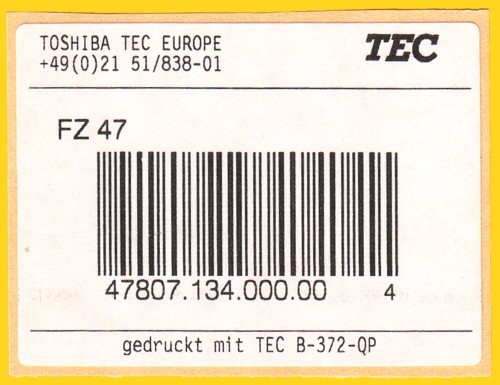 TOSHIBA TEC EUROPE
TEC
+49(0)21 51/838-01
FZ 47
47807.134.000.00 4
gedruckt mit TEC B-372-QP